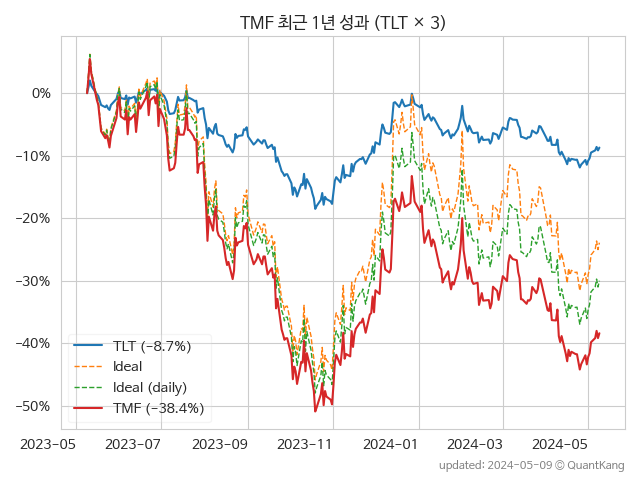 TMF 최근 1년 성과 (TLT × 3)
0%
−10%
−20%
−30%
−40%
−50%
TLT (−8.7%)
Ideal
Ideal (daily)
TMF (−38.4%)
2023−05
2023−07
2023−09
2023−11
2024−01
2024−03
2024−05
updated: 2024−05−09 © QuantKang